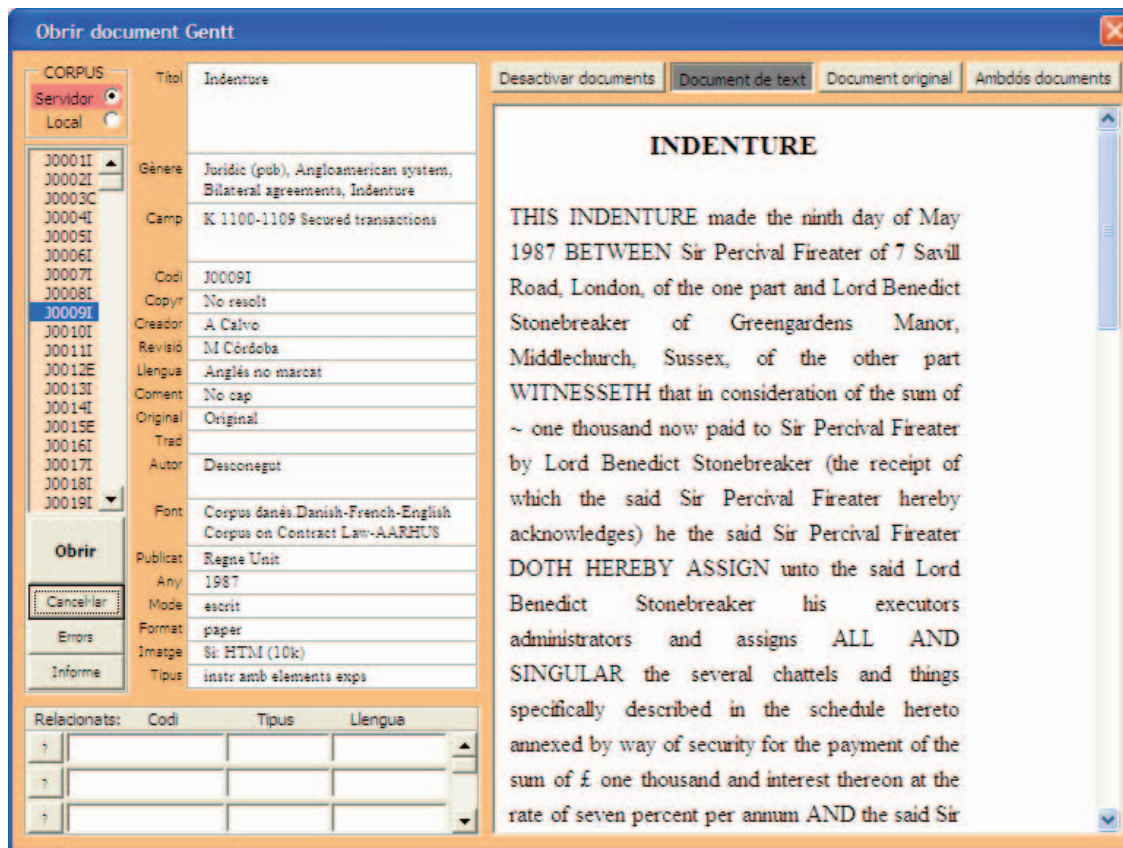 Obrir document Gentt
CORPUS
Servidor
Local
J0001I
J0002I
J0003C
J0004I
J0005I
J0006I
J0007I
J0008I
J0009I
J0010I
J0011I
J0012E
J0013I
J0014I
J0015E
J0016I
J0017I
J0018I
J0019I
Obrir
Cancel·lar
Errors
Informe
Títol Indenture
Gènere Juridic (pub), Angloamerican system,
Bilateral agreements, Indenture
Camp K 1100-1109 Secured transactions
Codi J0009I
Copyr No resolt
Creador A Calvo
Revisió M Córdoba
Llengua Anglés no marcat
Coment No cap
Original Original
Trad
Autor Desconegut
Font Corpus danés.Danish-French-English
Corpus on Contract Law-AARHUS
Publicat Regne Unit
Any 1987
Mode escrit
Format paper
Imatge Si: HTM (10k)
Tipus instr amb elements exps
Relacionats: Codi Tipus Llengua
?
?
?
Desactivar documents Document de text Document original Ambdós documents
INDENTURE
THIS INDENTURE made the ninth day of May
1987 BETWEEN Sir Percival Fireater of 7 Savill
Road, London, of the one part and Lord Benedict
Stonebreaker of Greengardens Manor,
Middlechurch, Sussex, of the other part
WITNESSETH that in consideration of the sum of
~ one thousand now paid to Sir Percival Fireater
by Lord Benedict Stonebreaker (the receipt of
which the said Sir Percival Fireater hereby
acknowledges) he the said Sir Percival Fireater
DOTH HEREBY ASSIGN unto the said Lord
Benedict Stonebreaker his executors
administrators and assigns ALL AND
SINGULAR the several chattels and things
specifically described in the schedule hereto
annexed by way of security for the payment of the
sum of £ one thousand and interest thereon at the
rate of seven percent per annum AND the said Sir